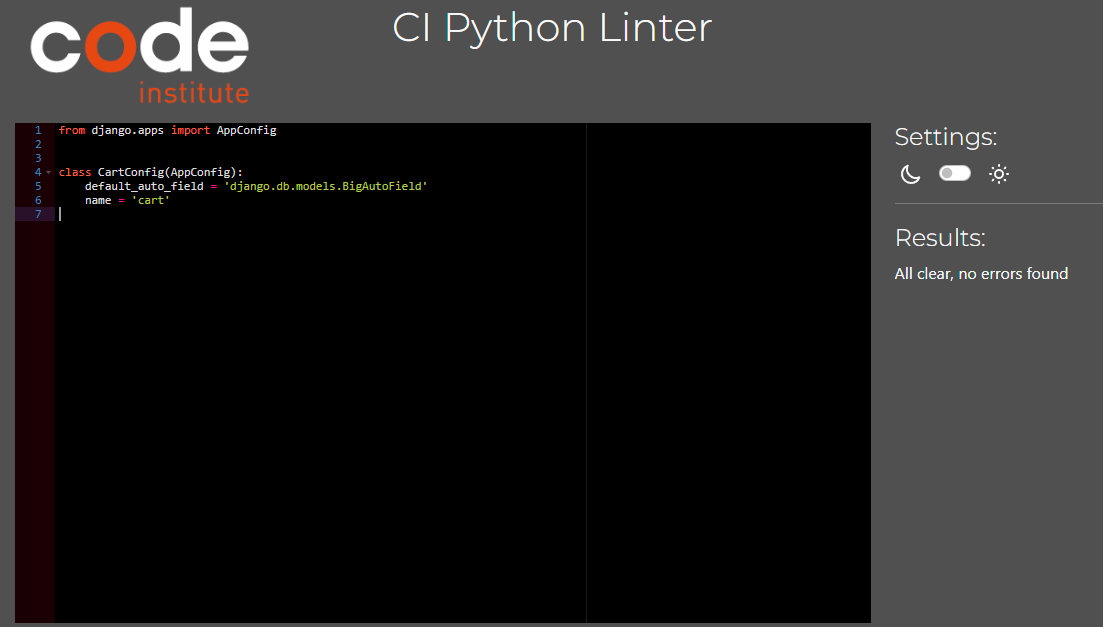 code
institute
CI Python Linter
1 from django.apps import AppConfig
2
3
4 class CartConfig(AppConfig):
5     default_auto_field = 'django.db.models.BigAutoField'
6     name = 'cart'
7
Settings:
Results:
All clear, no errors found